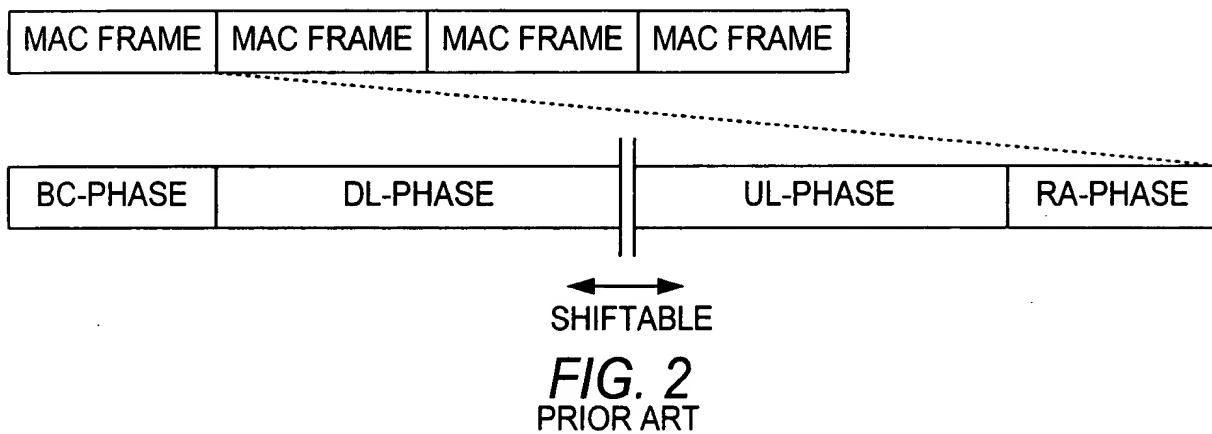 MAC FRAME MAC FRAME MAC FRAME MAC FRAME
BC-PHASE DL-PHASE UL-PHASE RA-PHASE
SHIFTABLE
FIG. 2
PRIOR ART